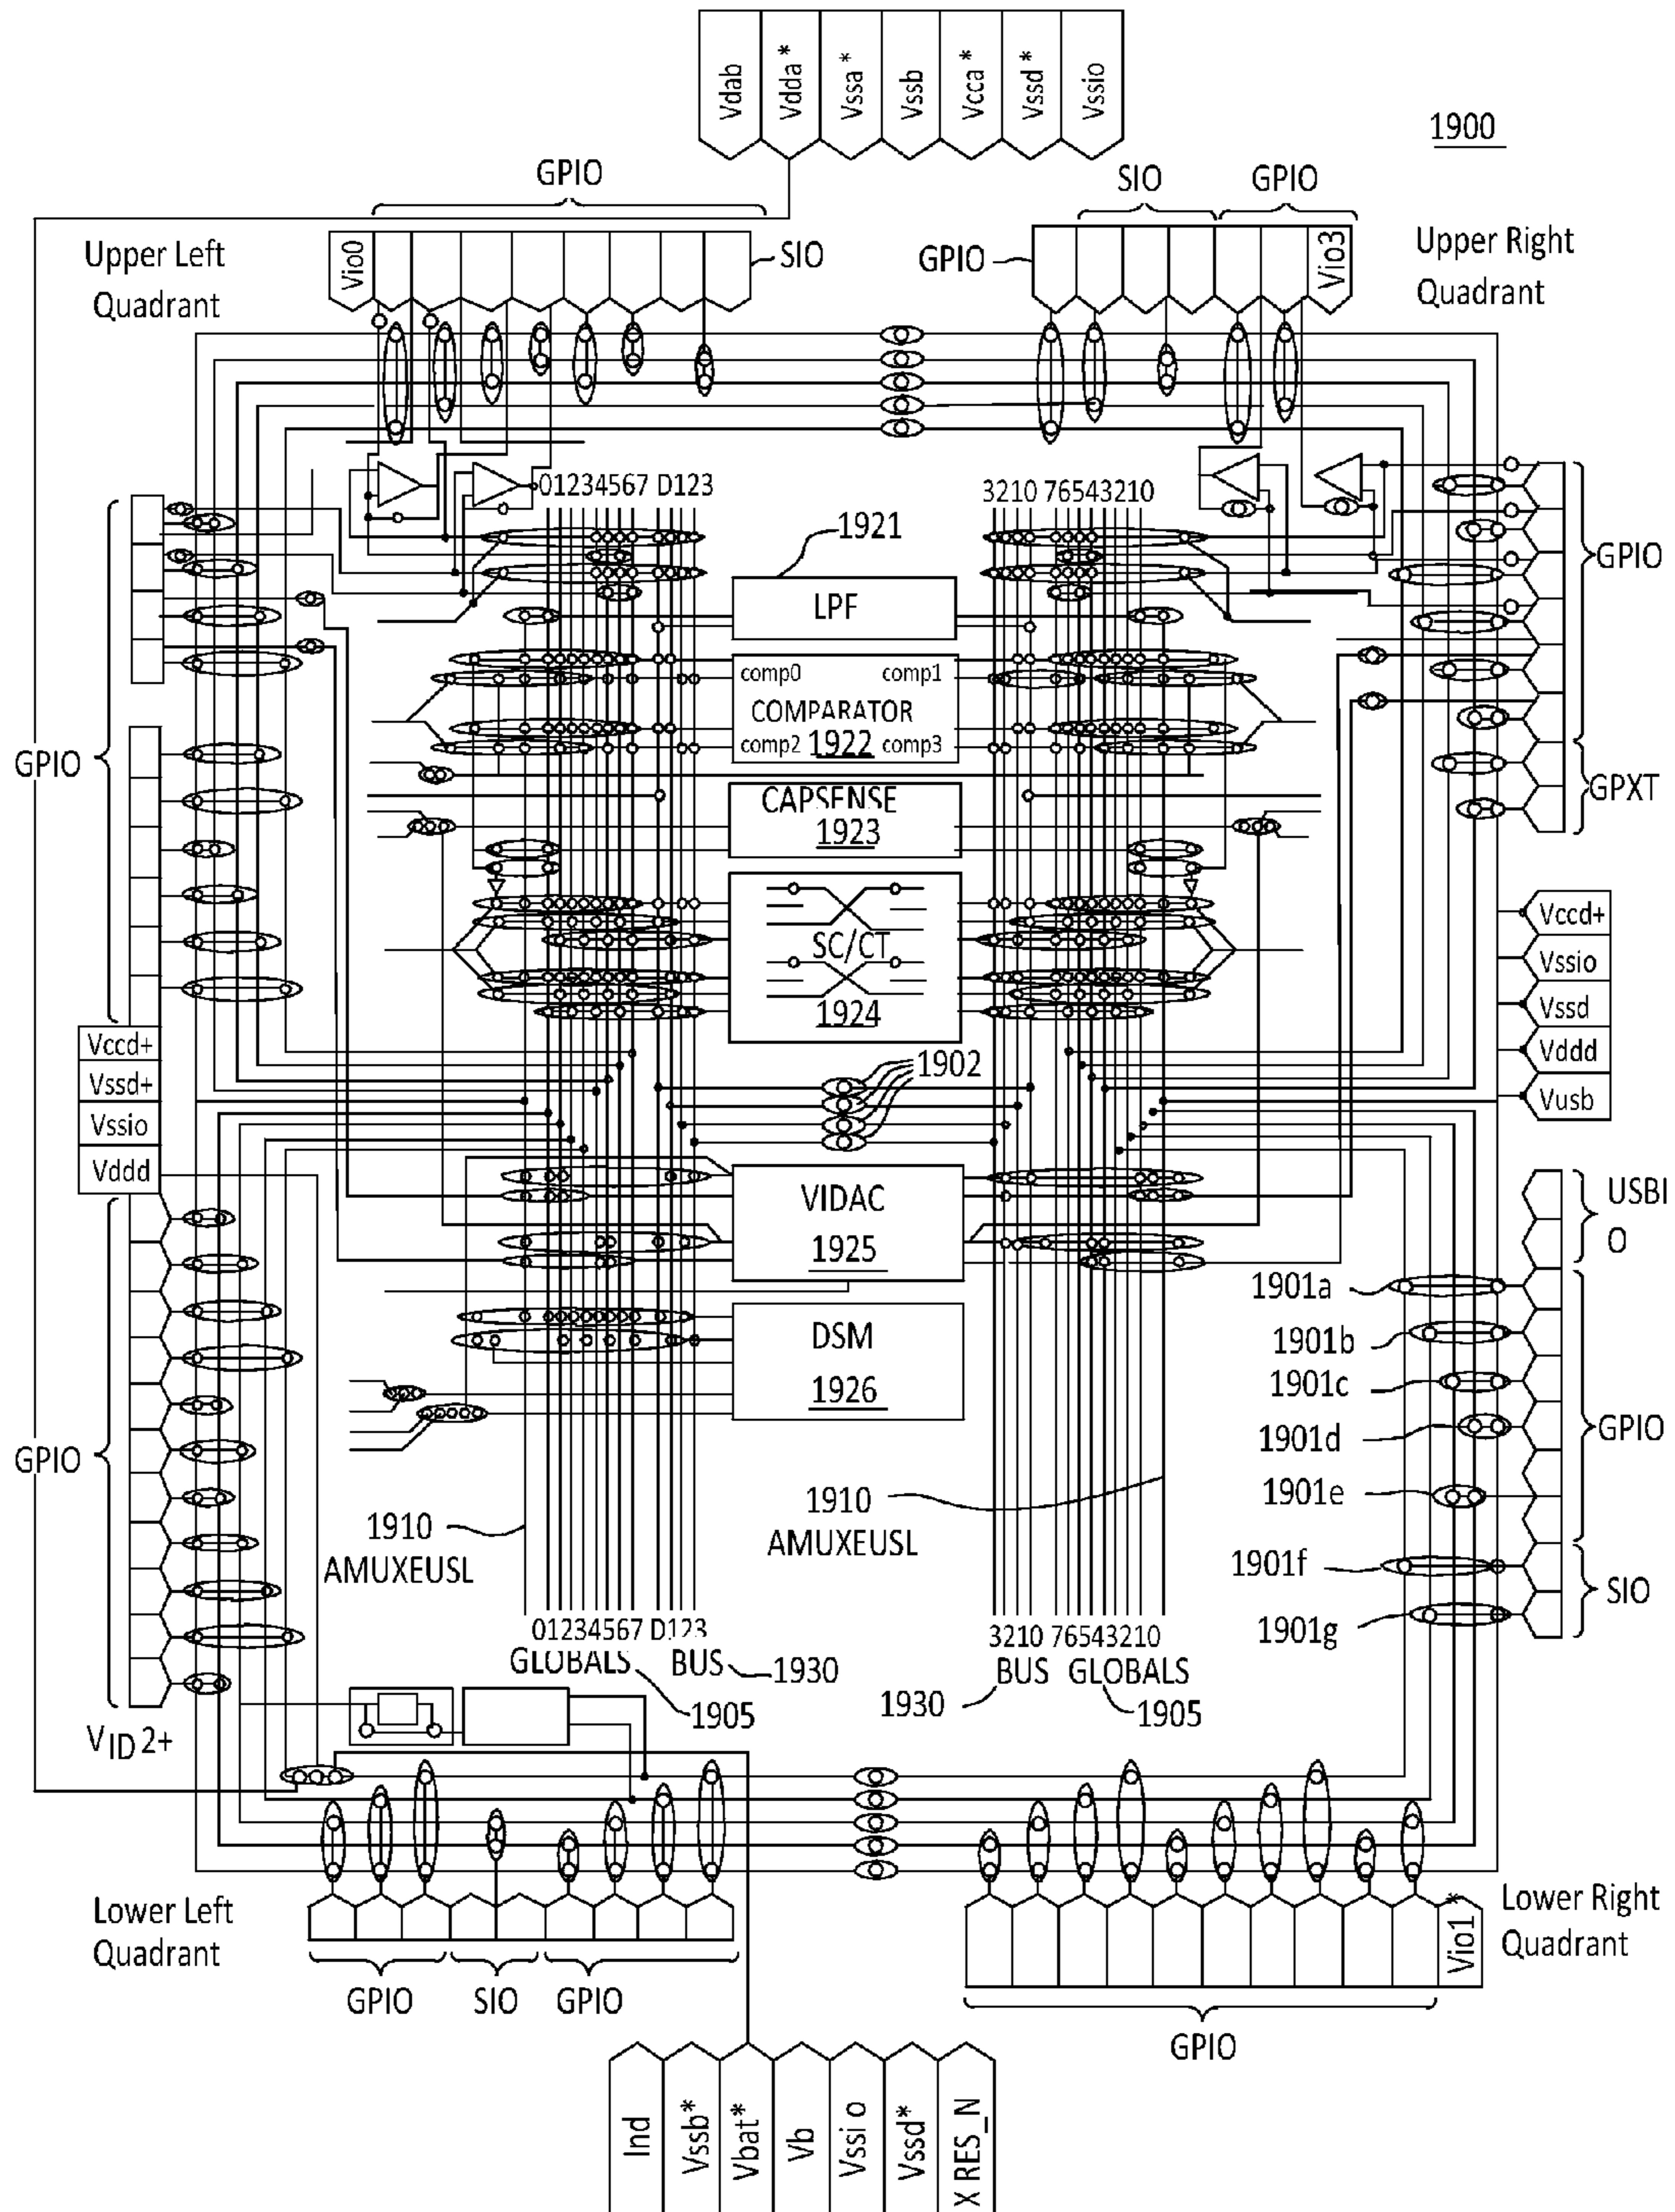 Vdab
Vdda *
Vssa *
Vssb
Vcca *
Vssd *
Vssio
1900
GPIO
SIO
GPIO
Upper Left
Quadrant
Vio0
SIO
GPIO
Vio3
Upper Right
Quadrant
01234567 D123
3210 76543210
1921
LPF
GPIO
comp0 comp1
COMPARATOR
comp2 1922 comp3
GPIO
CAPSENSE
1923
GPXT
SC/CT
1924
Vccd+
Vssio
Vssd
Vddd
Vusb
Vccd+
Vssd+
Vssio
Vddd
1902
VIDAC
1925
USBI
O
1901a
DSM
1926
1901b
1901c
1901d
GPIO
1901e
GPIO
1910
AMUXEUSL
1910
AMUXEUSL
1901f
SIO
1901g
01234567 D123
GLOBALS BUS 1930
1905
3210 76543210
BUS GLOBALS
1930 1905
VID 2+
Lower Left
Quadrant
GPIO SIO GPIO
Vio1 *
Lower Right
Quadrant
GPIO
Ind
Vssb*
Vbat*
Vb
Vssi o
Vssd*
X RES_N